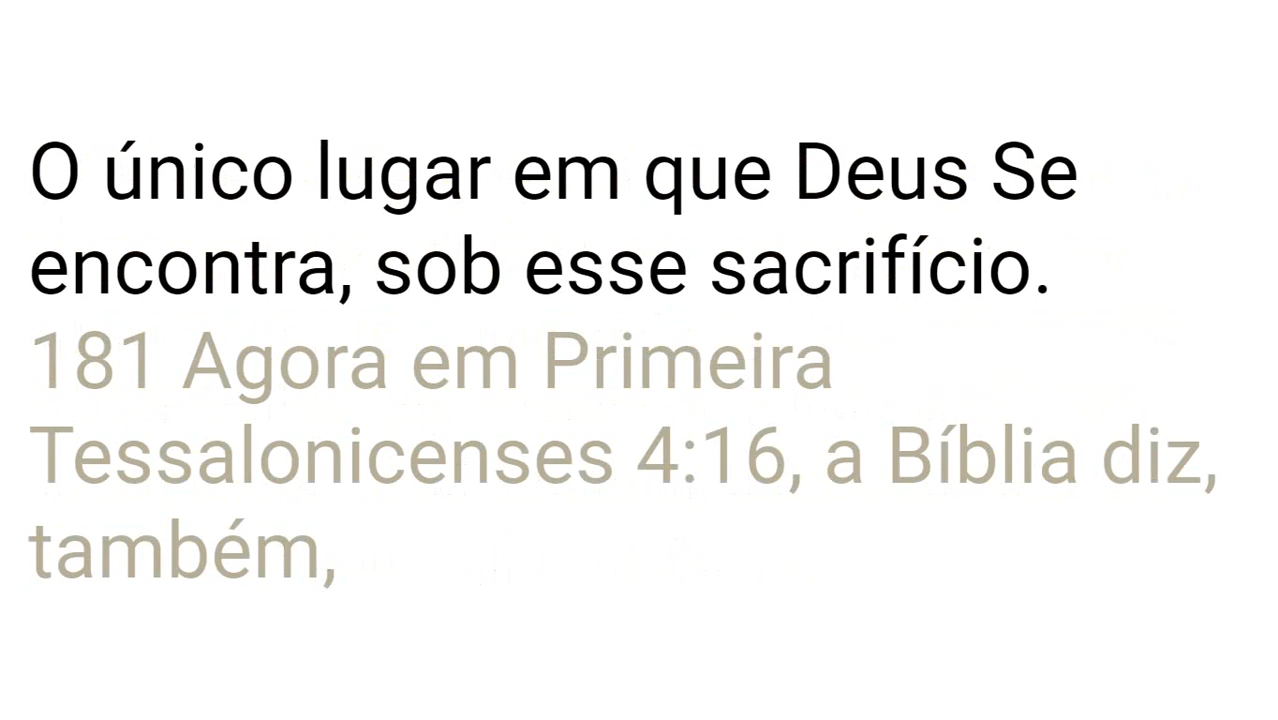 O único lugar em que Deus Se
encontra, sob esse sacrifício.
181 Agora em Primeira
Tessalonicenses 4:16, a Bíblia diz,
também,